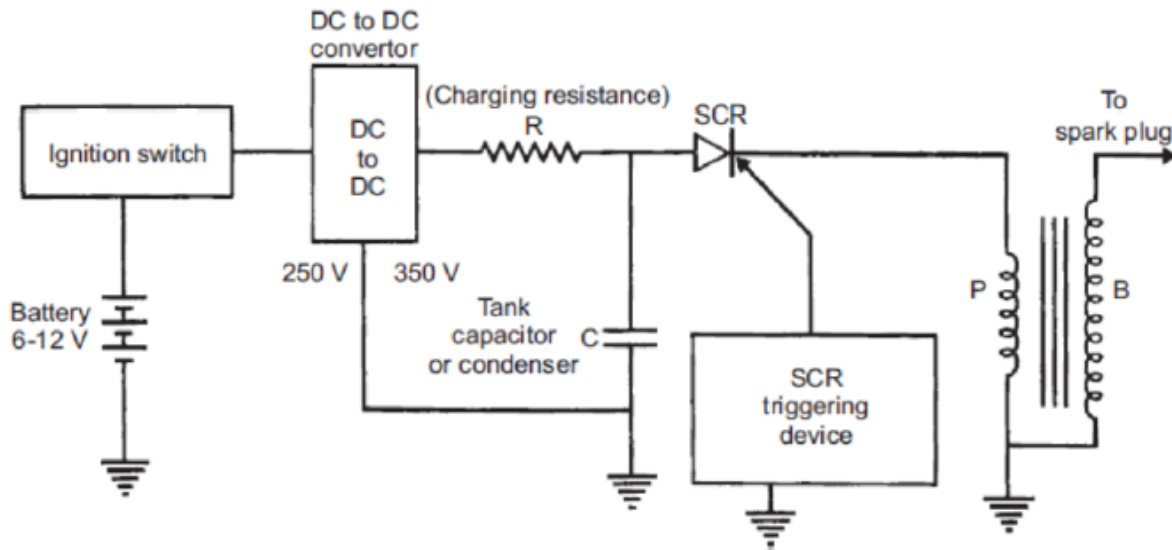 DC to DC
convertor
(Charging resistance)
R
SCR
To
spark plug
Ignition switch
DC
to
DC
250 V
350 V
Battery
6-12 V
Tank
capacitor
or condenser
C
P
B
SCR
triggering
device